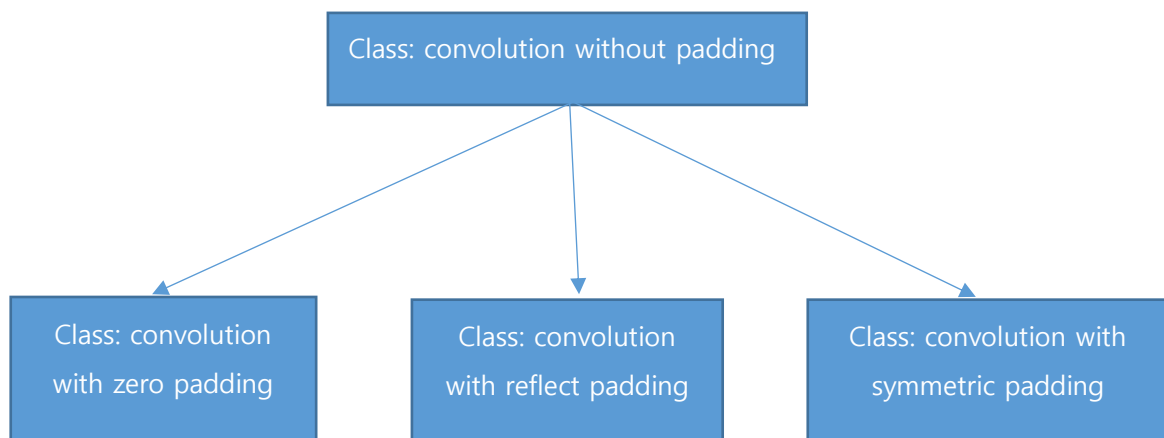 Class: convolution without padding
Class: convolution
with zero padding
Class: convolution
with reflect padding
Class: convolution with
symmetric padding